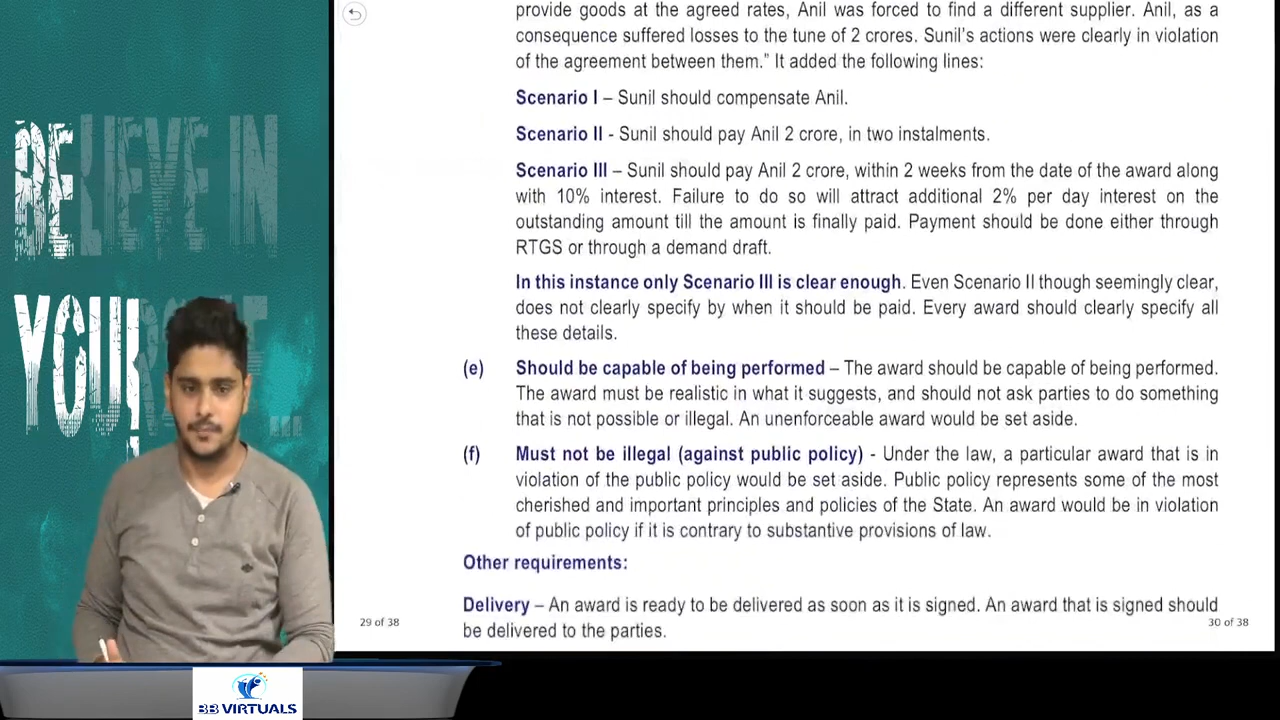 BELIEVE IN
YOURSELF...
provide goods at the agreed rates, Anil was forced to find a different supplier. Anil, as a
consequence suffered losses to the tune of 2 crores. Sunil's actions were clearly in violation
of the agreement between them.” It added the following lines:
Scenario I – Sunil should compensate Anil.
Scenario II - Sunil should pay Anil 2 crore, in two instalments.
Scenario III – Sunil should pay Anil 2 crore, within 2 weeks from the date of the award along
with 10% interest. Failure to do so will attract additional 2% per day interest on the
outstanding amount till the amount is finally paid. Payment should be done either through
RTGS or through a demand draft.
In this instance only Scenario III is clear enough. Even Scenario II though seemingly clear,
does not clearly specify by when it should be paid. Every award should clearly specify all
these details.
(e) Should be capable of being performed – The award should be capable of being performed.
The award must be realistic in what it suggests, and should not ask parties to do something
that is not possible or illegal. An unenforceable award would be set aside.
(f) Must not be illegal (against public policy) - Under the law, a particular award that is in
violation of the public policy would be set aside. Public policy represents some of the most
cherished and important principles and policies of the State. An award would be in violation
of public policy if it is contrary to substantive provisions of law.
Other requirements:
Delivery – An award is ready to be delivered as soon as it is signed. An award that is signed should
be delivered to the parties.
29 of 38
30 of 38
BB VIRTUALS